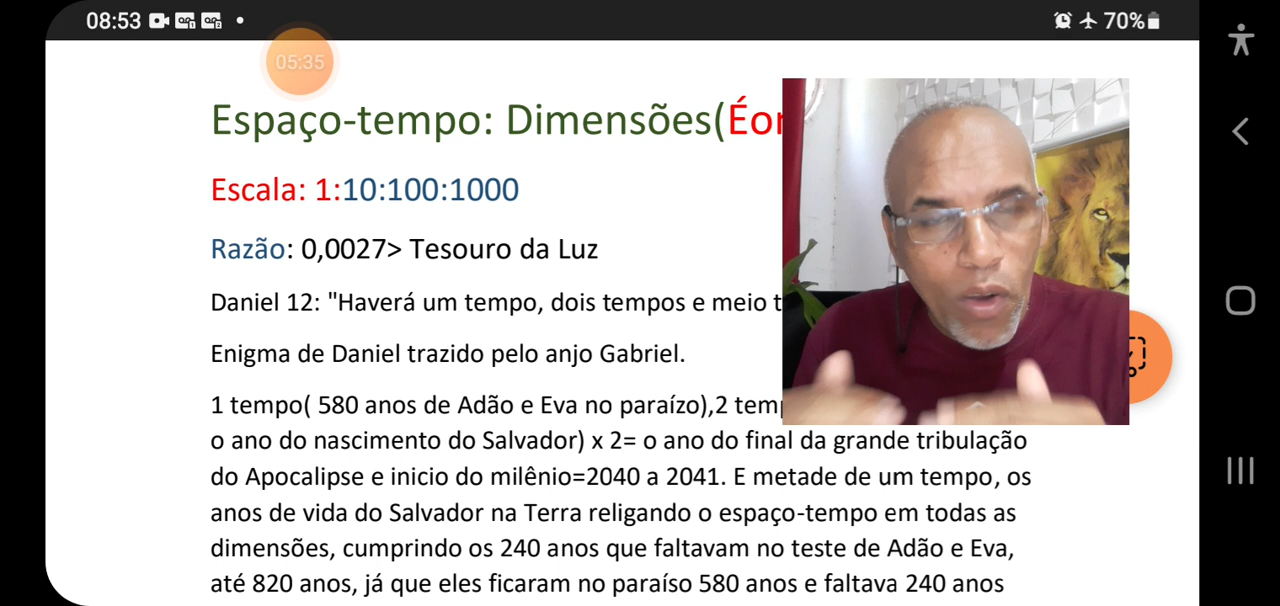 08:53
70%
05:35
Espaço-tempo: Dimensões(
Escala: 1:10:100:1000
Razão: 0,0027> Tesouro da Luz
Daniel 12: "Haverá um tempo, dois tempos e meio
Enigma de Daniel trazido pelo anjo Gabriel.
1 tempo( 580 anos de Adão e Eva no paraízo),2
o ano do nascimento do Salvador) x 2= o ano do final da grande tribulação
do Apocalipse e inicio do milênio=2040 a 2041. E metade de um tempo, os
anos de vida do Salvador na Terra religando o espaço-tempo em todas as
dimensões, cumprindo os 240 anos que faltavam no teste de Adão e Eva,
até 820 anos, já que eles ficaram no paraíso 580 anos e faltava 240 anos